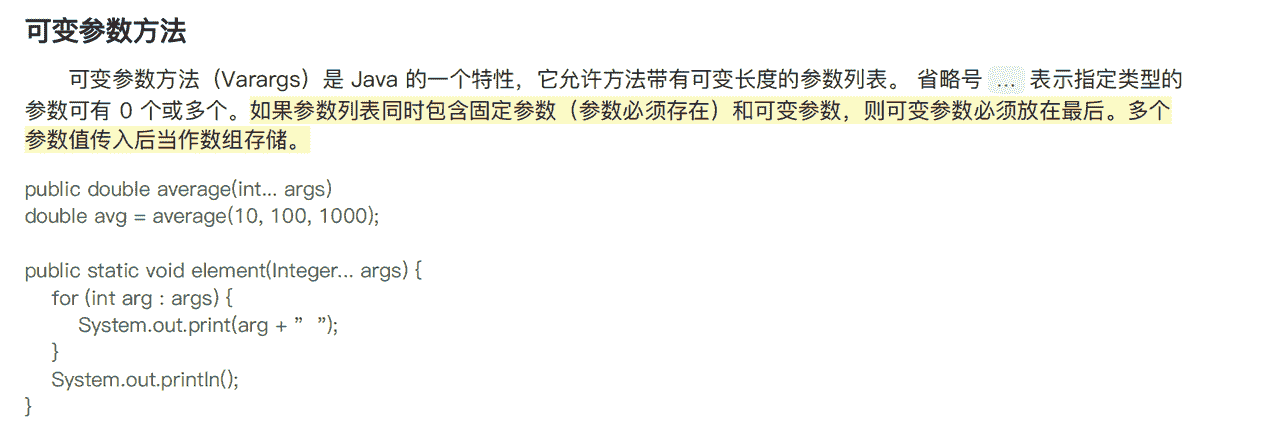 可变参数方法
可变参数方法（Varargs）是 Java 的一个特性，它允许方法带有可变长度的参数列表。 省略号 ... 表示指定类型的
参数可有 0 个或多个。如果参数列表同时包含固定参数（参数必须存在）和可变参数，则可变参数必须放在最后。多个
参数值传入后当作数组存储。
public double average(int... args)
double avg = average(10, 100, 1000);
public static void element(Integer... args) {
for (int arg : args) {
System.out.print(arg + ” ”);
}
System.out.println();
}